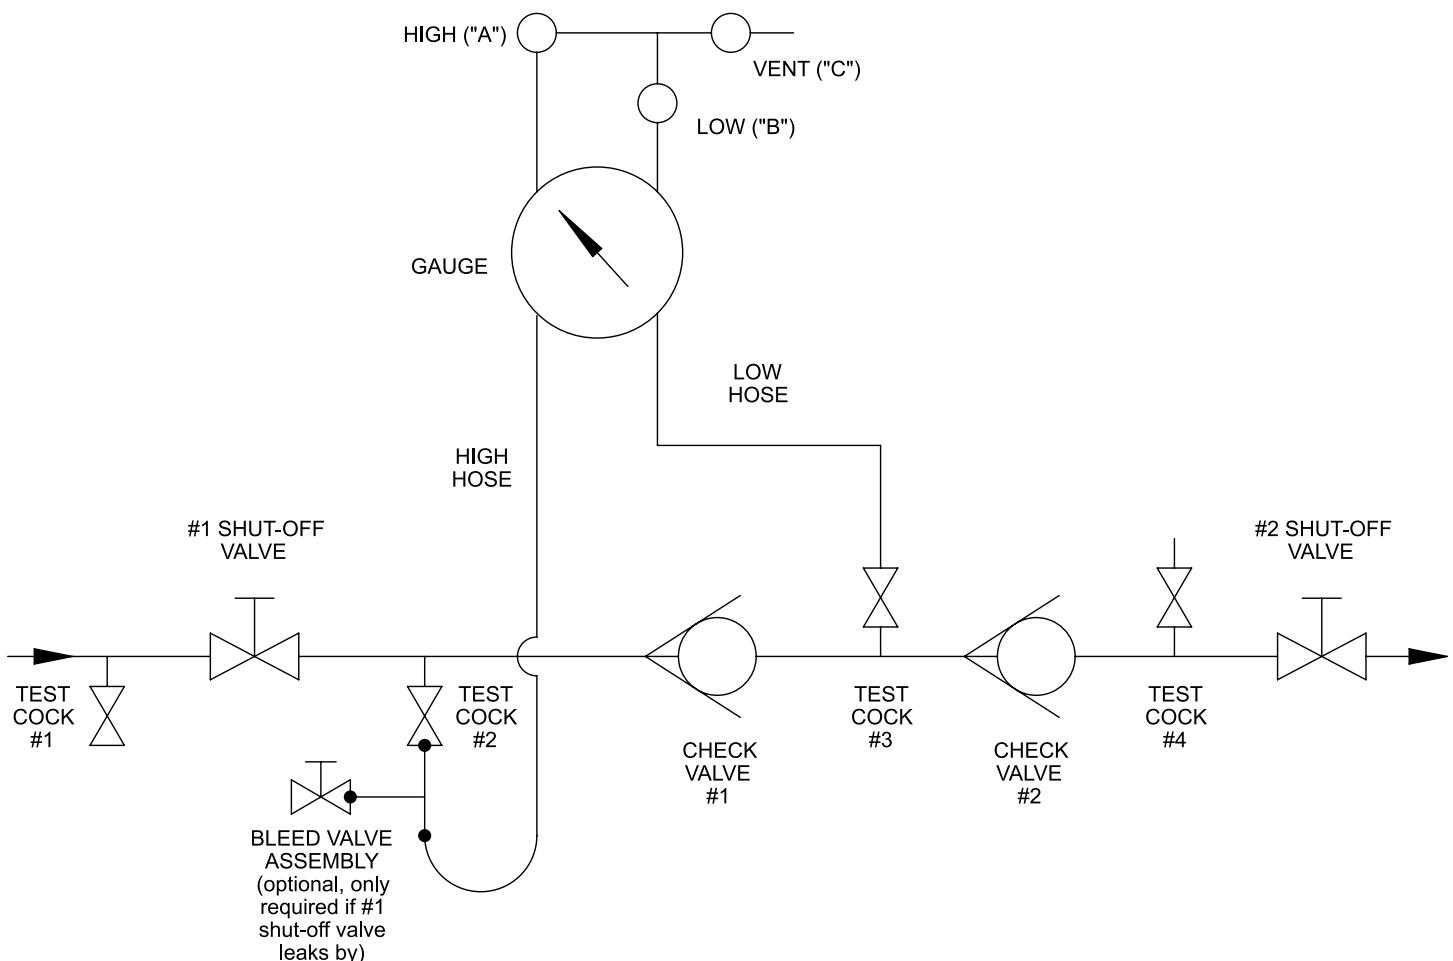 HIGH ("A")
VENT ("C")
LOW ("B")
GAUGE
LOW
HOSE
HIGH
HOSE
#1 SHUT-OFF
VALVE
#2 SHUT-OFF
VALVE
TEST
COCK
#1
TEST
COCK
#2
CHECK
VALVE
#1
TEST
COCK
#3
CHECK
VALVE
#2
TEST
COCK
#4
BLEED VALVE
ASSEMBLY
(optional, only
required if #1
shut-off valve
leaks by)